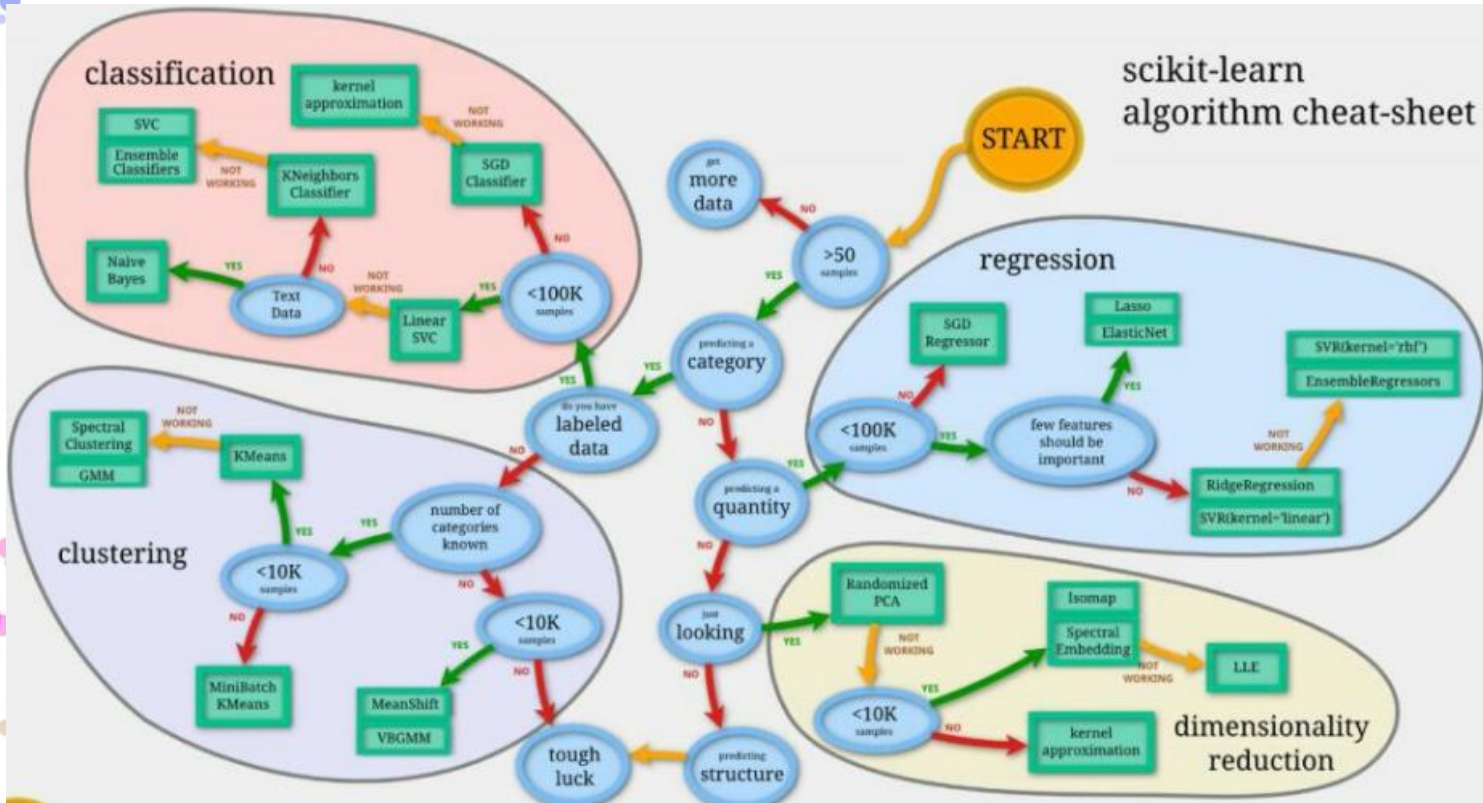 scikit-learn
algorithm cheat-sheet
START
>50
samples
NO
get
more
data
YES
predicting a
category
YES
do you have
labeled
data
YES
classification
<100K
samples
NO
SGD
Classifier
NOT
WORKING
kernel
approximation
YES
Linear
SVC
NOT
WORKING
Text
Data
YES
Naive
Bayes
NO
KNeighbors
Classifier
NOT
WORKING
SVC
Ensemble
Classifiers
NO
clustering
number of
categories
known
YES
<10K
samples
YES
KMeans
NOT
WORKING
Spectral
Clustering
GMM
NO
MiniBatch
KMeans
NO
<10K
samples
YES
MeanShift
VBGMM
NO
tough
luck
NO
predicting a
quantity
YES
regression
<100K
samples
NO
SGD
Regressor
YES
few features
should be
important
YES
Lasso
ElasticNet
NO
RidgeRegression
SVR(kernel='linear')
NOT
WORKING
SVR(kernel='rbf')
EnsembleRegressors
NO
just
looking
YES
dimensionality
reduction
Randomized
PCA
NOT
WORKING
<10K
samples
YES
Isomap
Spectral
Embedding
NOT
WORKING
LLE
NO
kernel
approximation
NO
predicting
structure